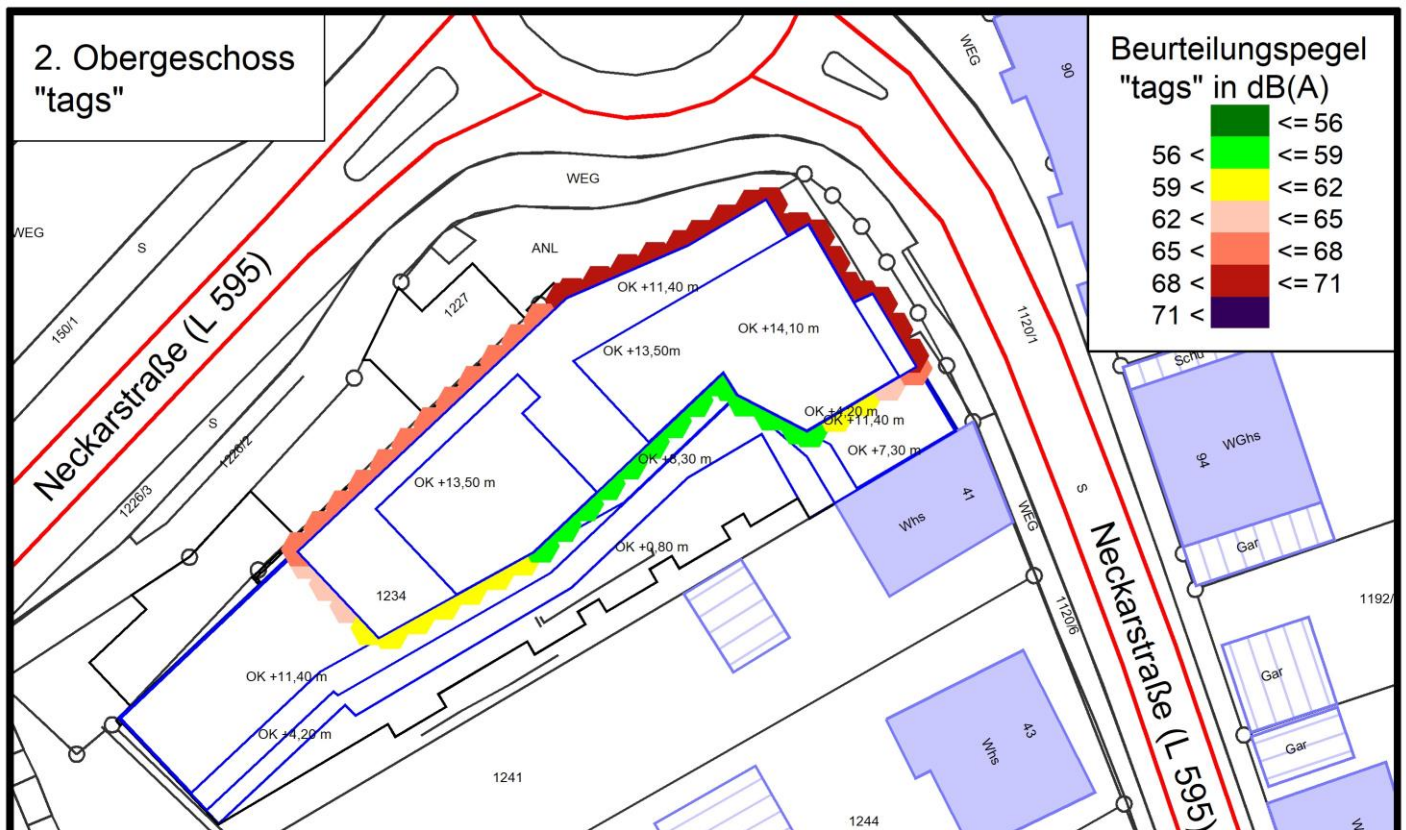 2. Obergeschoss
"tags"
Beurteilungspegel
"tags" in dB(A)
<= 56
56 < <= 59
59 < <= 62
62 < <= 65
65 < <= 68
68 < <= 71
71 <
WEG
90
WEG
WEG
S
ANL
Neckarstraße (L 595)
1227
OK +11,40 m
150/1
OK +14,10 m
1120/1
OK +13,50m
Schu
S
1226/2
OK +4,20 m
OK +11,40 m
OK +8,30 m
OK +7,30 m
WGhs
94
OK +13,50 m
1226/3
41
Whs
S
WEG
Gar
OK +0,80 m
Neckarstraße (L 595)
1234
1120/6
1192/
OK +11,40 m
Gar
OK +4,20 m
43
Whs
Gar
1241
1244
W